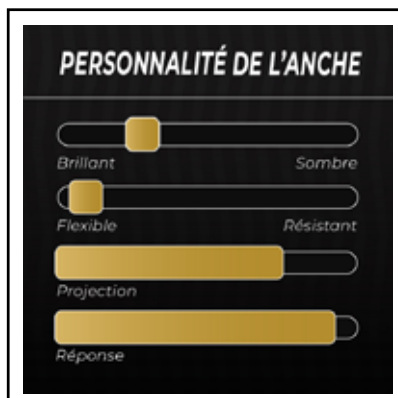 PERSONNALITÉ DE L'ANCHE
Brillant Sombre
Flexible Résistant
Projection
Réponse